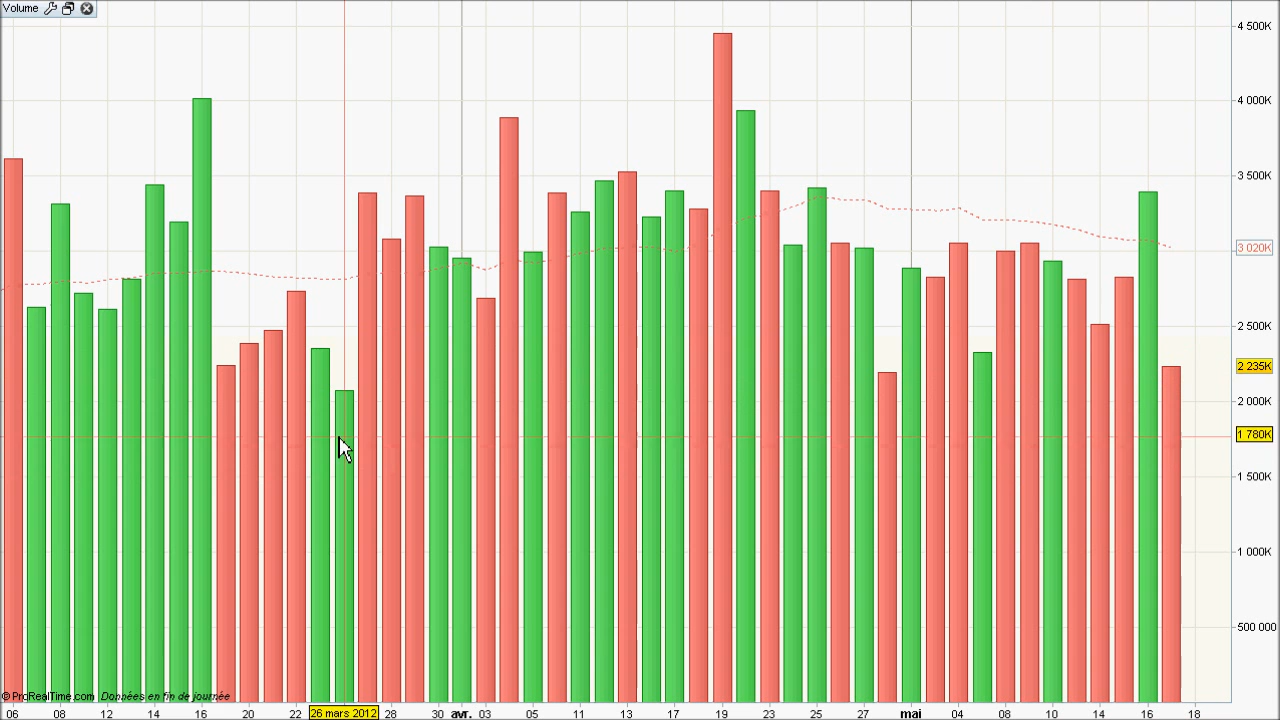 Volume
4 500K
4 000K
3 500K
3 020K
2 500K
2 235K
2 000K
1 780K
1 500K
1 000K
500 000
© ProRealTime.com Données en fin de journée
06 08 12 14 16 20 22 26 mars 2012 28 30 avr. 03 05 11 13 17 19 23 25 27 mai 04 08 10 14 16 18